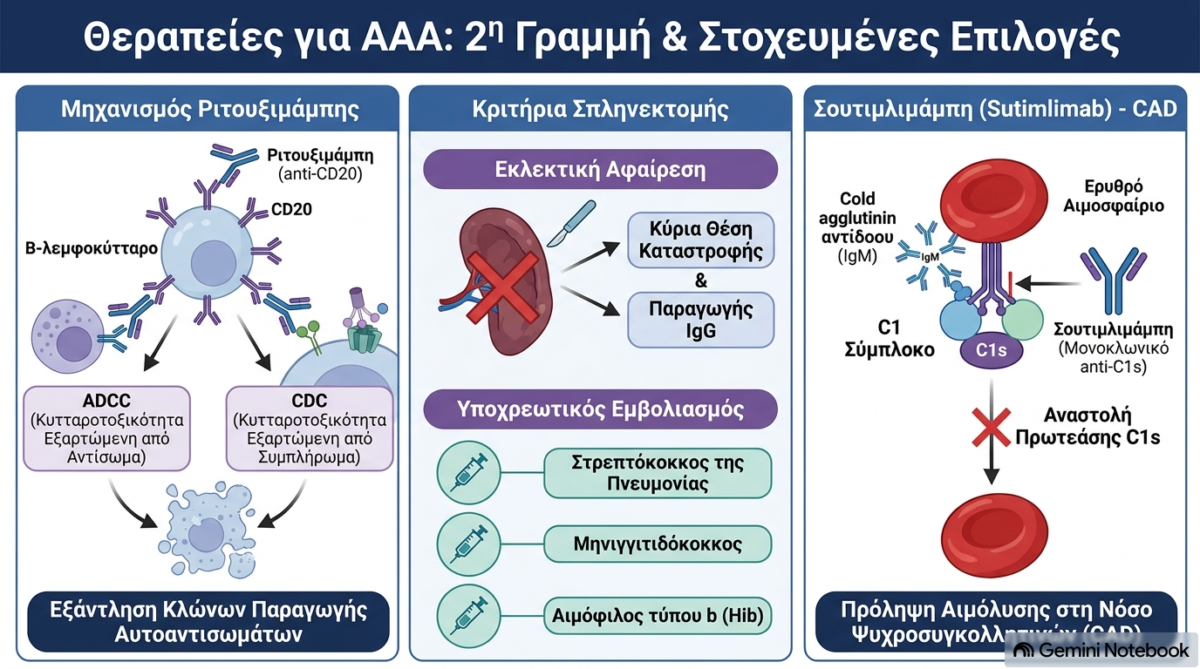 Θεραπείες για ΑΑΑ: 2η Γραμμή & Στοχευμένες Επιλογές
Μηχανισμός Ριτουξιμάμπης
Ριτουξιμάμπη
(anti-CD20)
CD20
Β-λεμφοκύτταρο
ADCC
(Κυτταροτοξικότητα
Εξαρτώμενη από
Αντίσωμα)
CDC
(Κυτταροτοξικότητα
Εξαρτώμενη από
Συμπλήρωμα)
Εξάντληση Κλώνων Παραγωγής
Αυτοαντισωμάτων
Κριτήρια Σπληνεκτομής
Εκλεκτική Αφαίρεση
Κύρια Θέση
Καταστροφής
&
Παραγωγής
IgG
Υποχρεωτικός Εμβολιασμός
Στρεπτόκοκκος της
Πνευμονίας
Μηνιγγιτιδόκοκκος
Αιμόφιλος τύπου b (Hib)
Σουτιμλιμάμπη (Sutimlimab) - CAD
Cold
agglutinin
αντίδοου
(IgM)
IgM
Ερυθρό
Αιμοσφαίριο
C1
Σύμπλοκο
C1s
Σουτιμλιμάμπη
(Μονοκλωνικό
anti-C1s)
Αναστολή
Πρωτεάσης C1s
Πρόληψη Αιμόλυσης στη Νόσο
Ψυχροσυγκολλητινών (CAD)
Gemini Notebook